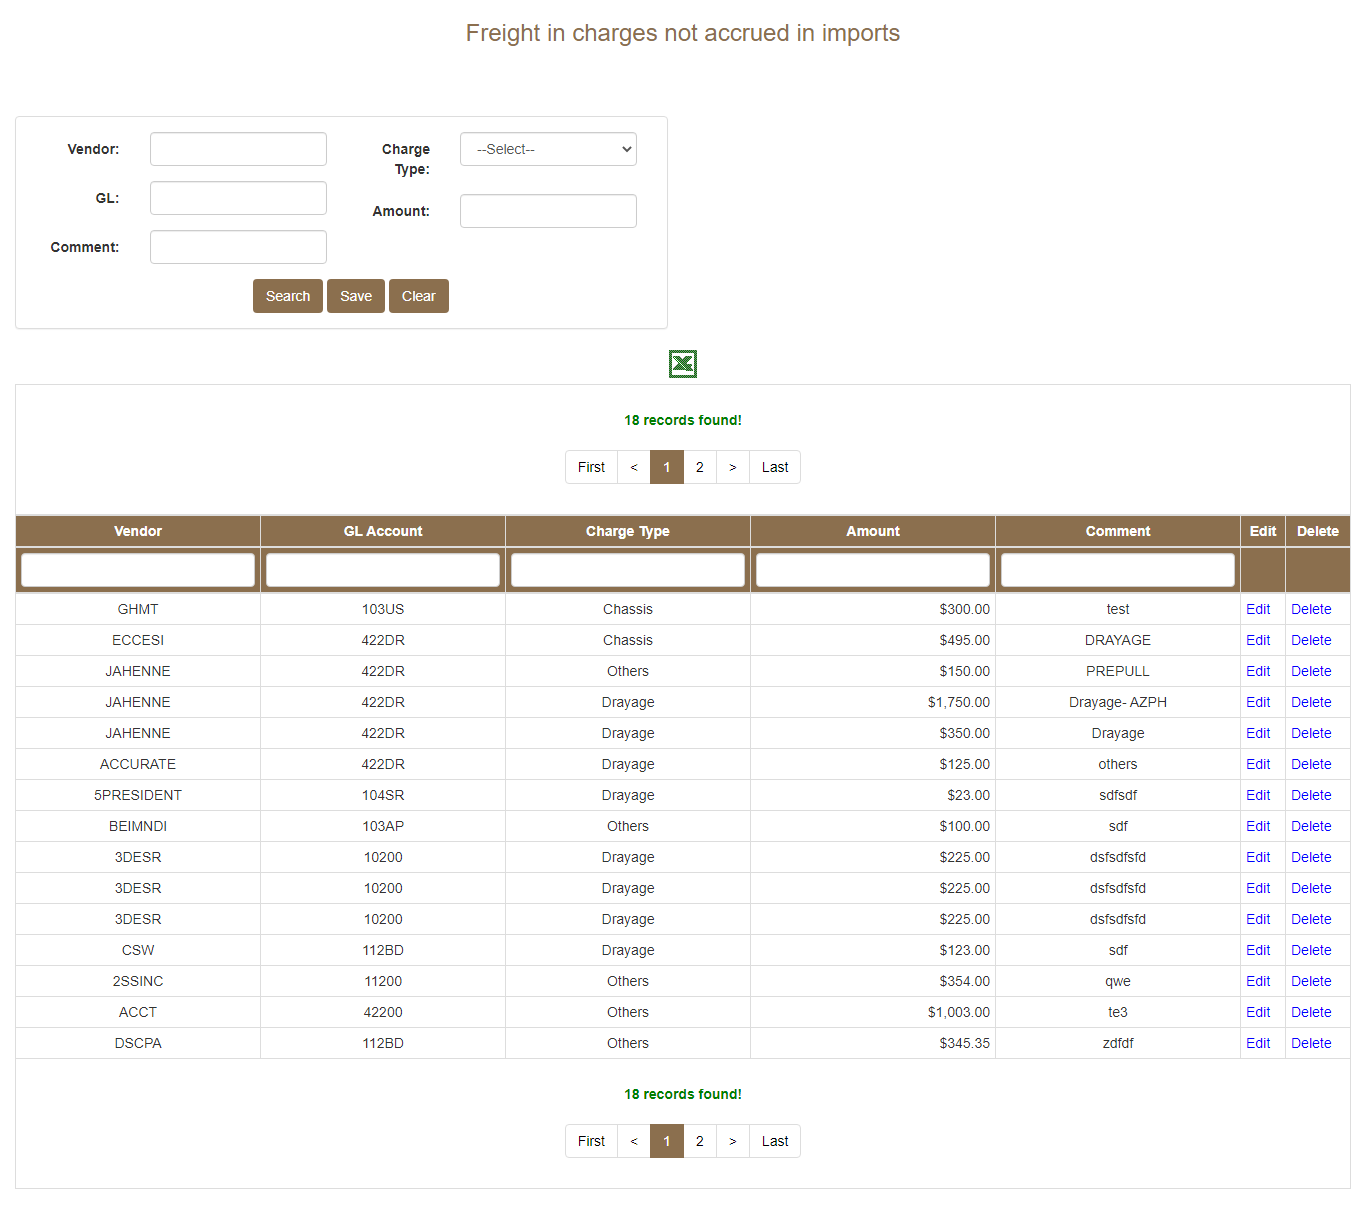 Freight in charges not accrued in imports
Vendor:
Charge Type:
--Select--
GL:
Amount:
Comment:
Search Save Clear
18 records found!
First < 1 2 > Last
Vendor GL Account Charge Type Amount Comment Edit Delete
GHMT 103US Chassis $300.00 test Edit Delete
ECCESI 422DR Chassis $495.00 DRAYAGE Edit Delete
JAHENNE 422DR Others $150.00 PREPULL Edit Delete
JAHENNE 422DR Drayage $1,750.00 Drayage- AZPH Edit Delete
JAHENNE 422DR Drayage $350.00 Drayage Edit Delete
ACCURATE 422DR Drayage $125.00 others Edit Delete
5PRESIDENT 104SR Drayage $23.00 sdfsdf Edit Delete
BEIMNDI 103AP Others $100.00 sdf Edit Delete
3DESR 10200 Drayage $225.00 dsfsdfsfd Edit Delete
3DESR 10200 Drayage $225.00 dsfsdfsfd Edit Delete
3DESR 10200 Drayage $225.00 dsfsdfsfd Edit Delete
CSW 112BD Drayage $123.00 sdf Edit Delete
2SSINC 11200 Others $354.00 qwe Edit Delete
ACCT 42200 Others $1,003.00 te3 Edit Delete
DSCPA 112BD Others $345.35 zdfdf Edit Delete
18 records found!
First < 1 2 > Last